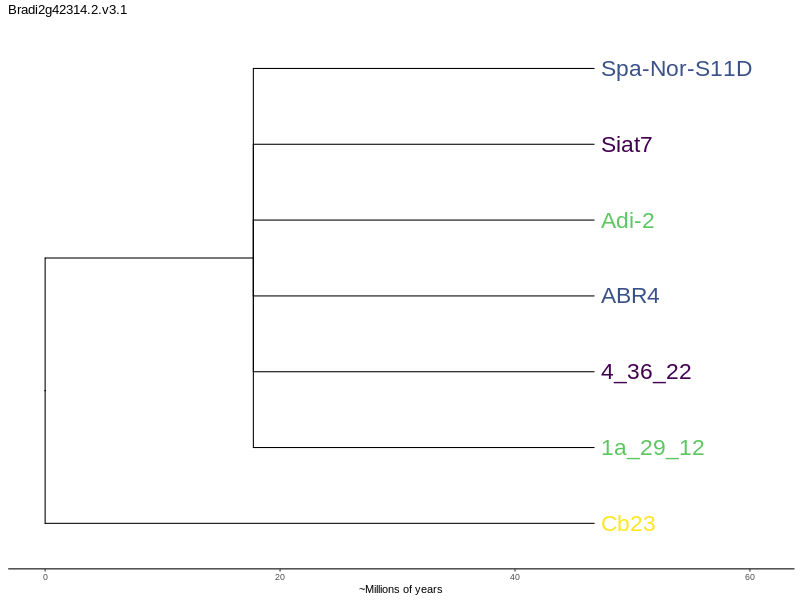 Bradi2g42314.2.v3.1
Spa-Nor-S11D
Siat7
Adi-2
ABR4
4_36_22
1a_29_12
Cb23
0 20 40 60
~Millions of years